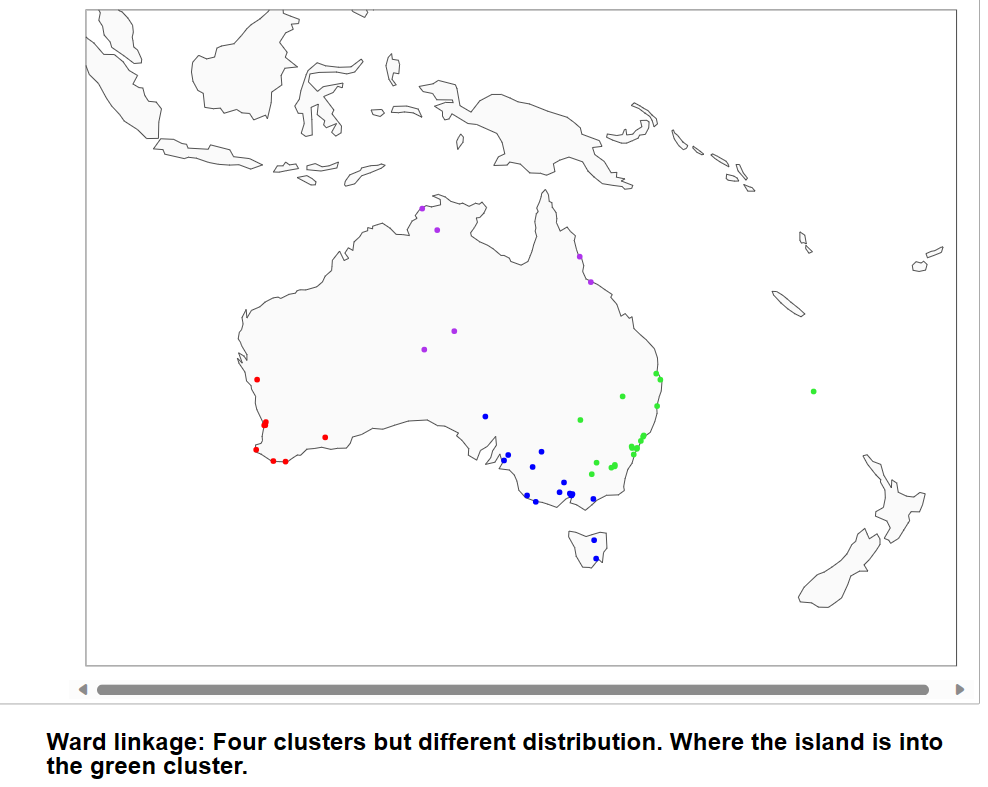 Ward linkage: Four clusters but different distribution. Where the island is into
the green cluster.